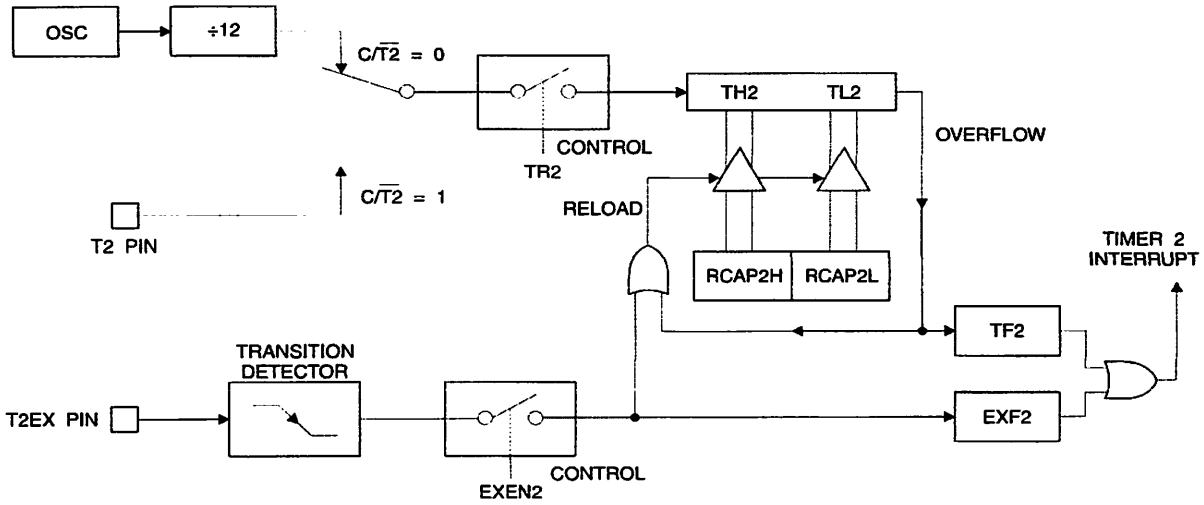 OSC
÷12
C/T2̅ = 0
TH2
TL2
OVERFLOW
CONTROL
TR2
C/T2̅ = 1
RELOAD
T2 PIN
TIMER 2
INTERRUPT
RCAP2H
RCAP2L
TF2
TRANSITION
DETECTOR
T2EX PIN
EXF2
CONTROL
EXEN2